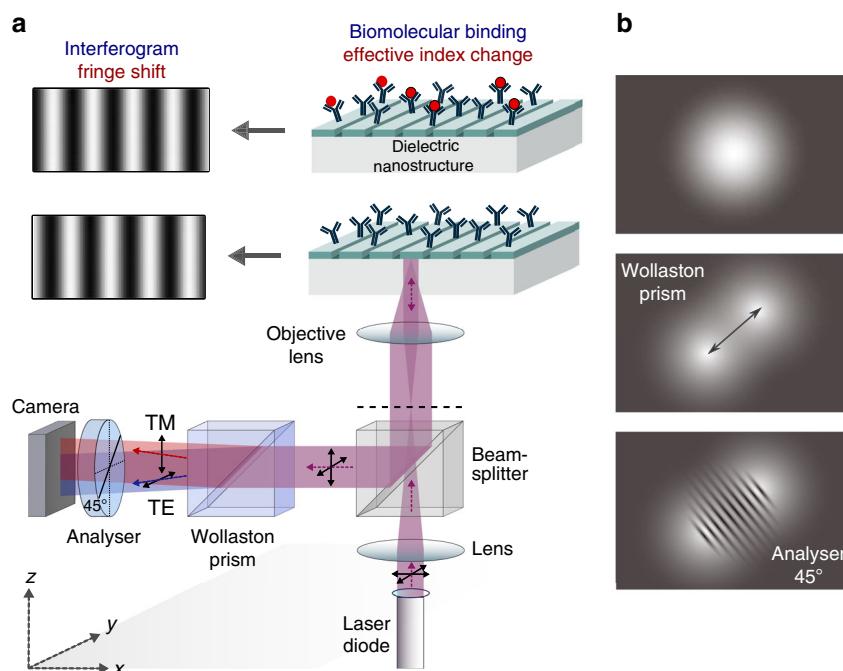 a
Interferogram
fringe shift
Biomolecular binding
effective index change
Dielectric
nanostructure
Objective
lens
Camera
TM
TE
45°
Analyser
Wollaston
prism
Beam-
splitter
Lens
Laser
diode
z
y
x
b
Wollaston
prism
Analyser
45°